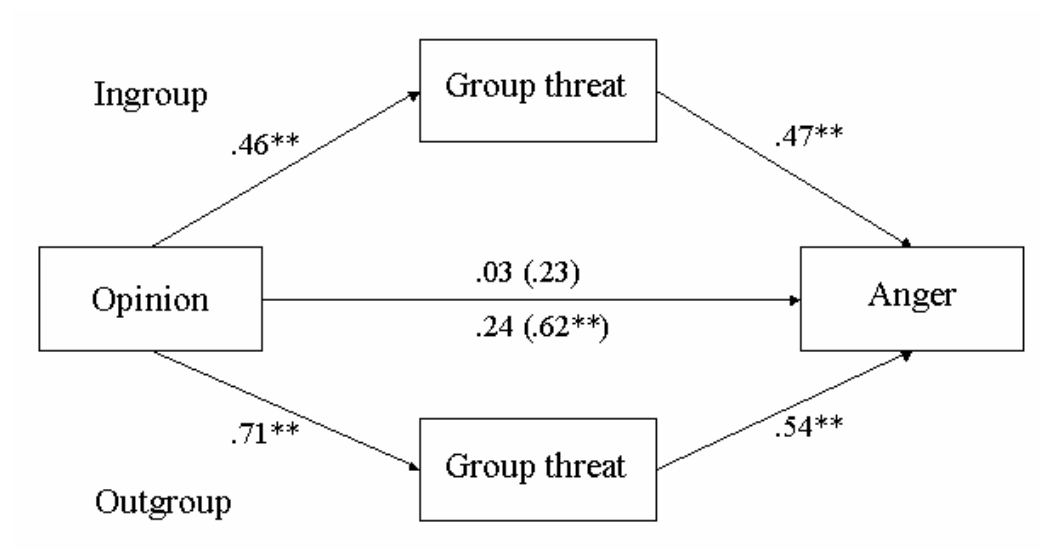 Group threat
Ingroup
.46**
.47**
.03 (.23)
Opinion
Anger
.24 (.62**)
.71**
.54**
Group threat
Outgroup